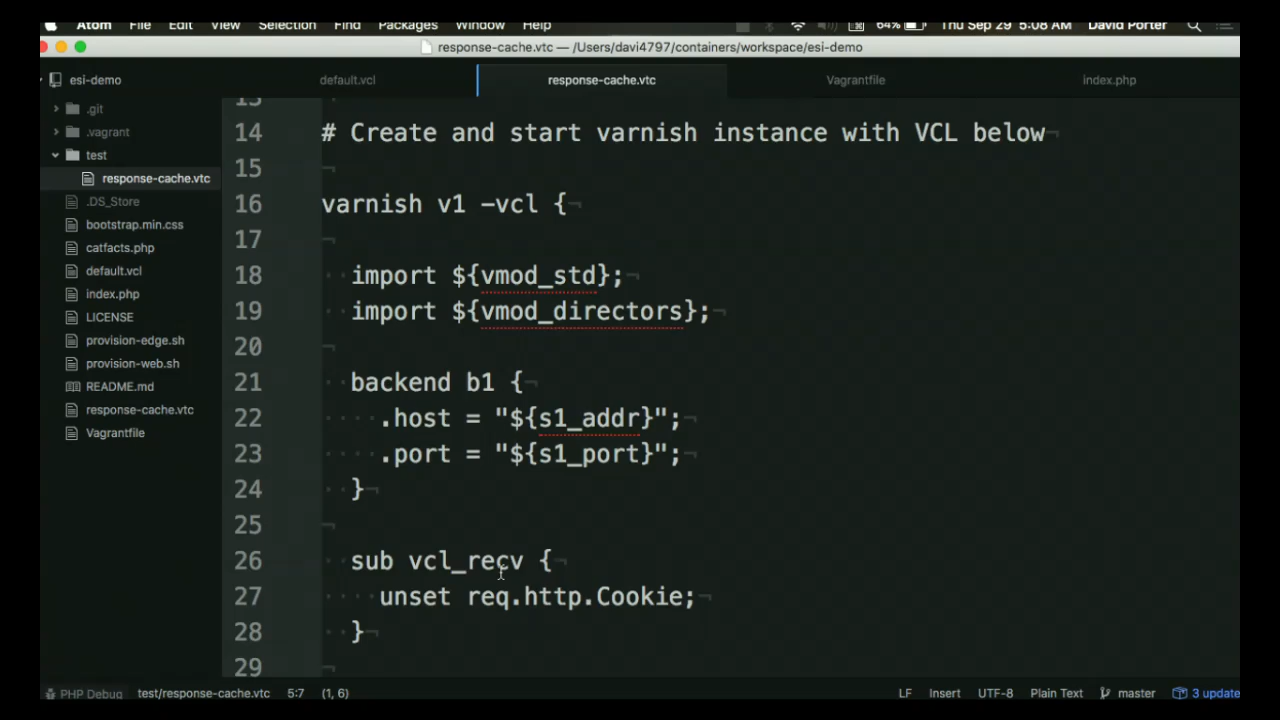 Atom File Edit View Selection Find Packages Window Help 64% Thu Sep 29 5:08 AM David Porter
response-cache.vtc — /Users/davi4797/containers/workspace/esi-demo
esi-demo
default.vcl
response-cache.vtc
Vagrantfile
index.php
.git
.vagrant
test
response-cache.vtc
.DS_Store
bootstrap.min.css
catfacts.php
default.vcl
index.php
LICENSE
provision-edge.sh
provision-web.sh
README.md
response-cache.vtc
Vagrantfile
13
14 # Create and start varnish instance with VCL below
15
16 varnish v1 -vcl {
17
18 import ${vmod_std};
19 import ${vmod_directors};
20
21 backend b1 {
22 .host = "${s1_addr}";
23 .port = "${s1_port}";
24 }
25
26 sub vcl_recv {
27 unset req.http.Cookie;
28 }
29
PHP Debug test/response-cache.vtc 5:7 (1, 6) LF Insert UTF-8 Plain Text master 3 update